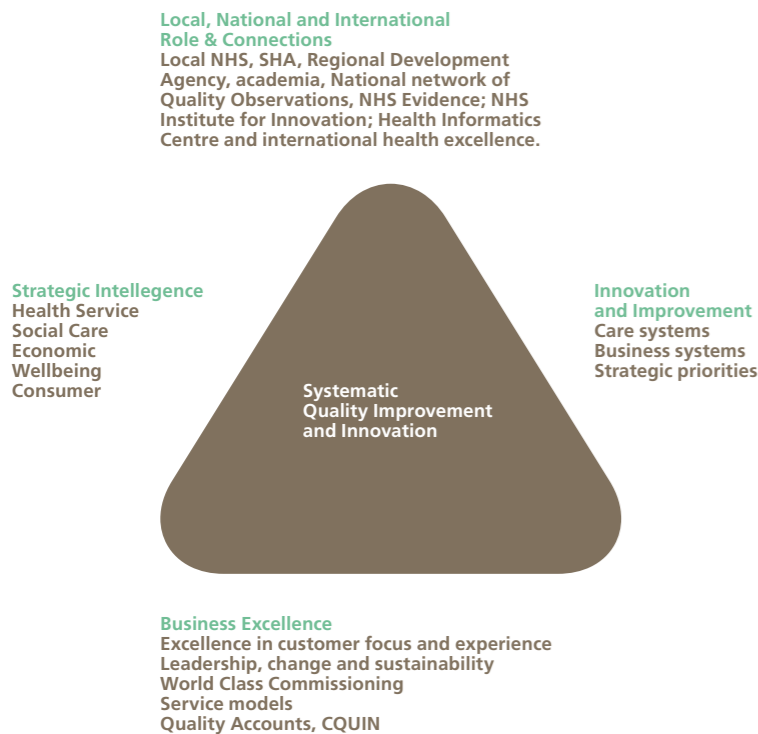 Local, National and International
Role & Connections
Local NHS, SHA, Regional Development
Agency, academia, National network of
Quality Observations, NHS Evidence; NHS
Institute for Innovation; Health Informatics
Centre and international health excellence.
Strategic Intellegence
Health Service
Social Care
Economic
Wellbeing
Consumer
Innovation
and Improvement
Care systems
Business systems
Strategic priorities
Systematic
Quality Improvement
and Innovation
Business Excellence
Excellence in customer focus and experience
Leadership, change and sustainability
World Class Commissioning
Service models
Quality Accounts, CQUIN